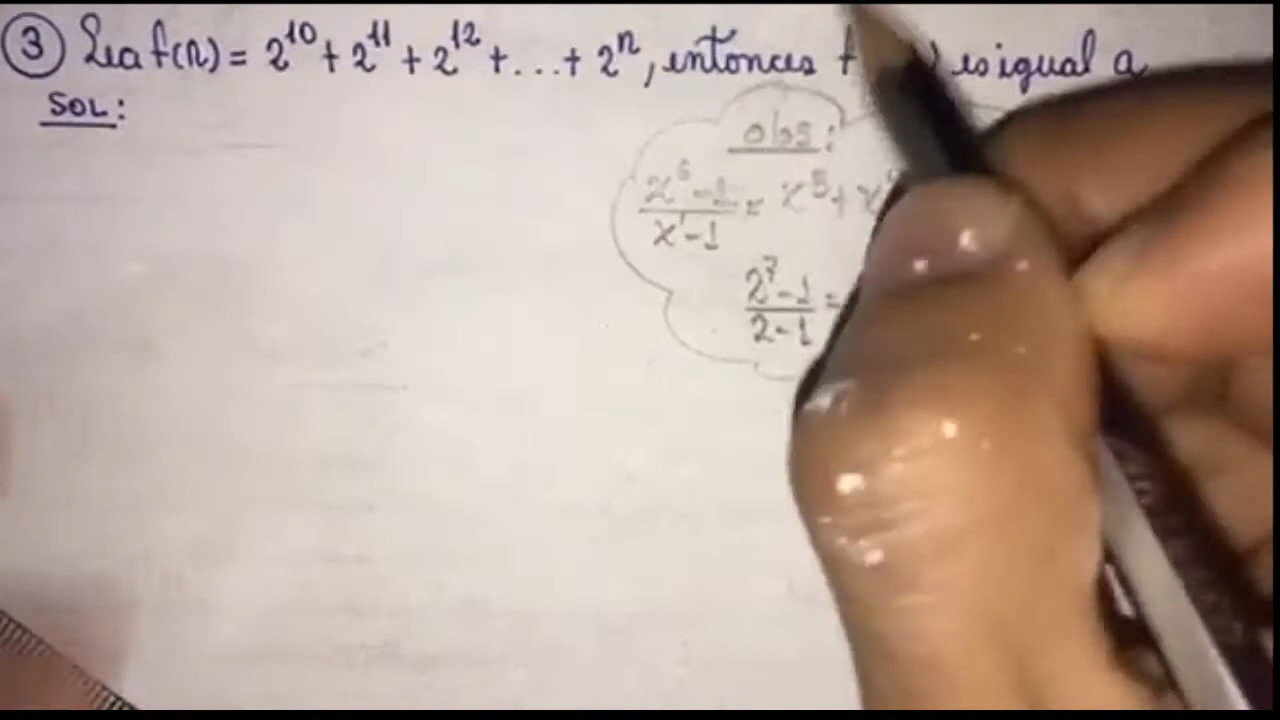 ③ Sea f(n) = 2^10 + 2^11 + 2^12 + ... + 2^n, entonces f ) es igual a
SOL:
obs:
x^6 - 1 / x - 1 = x^5 + x
2^7 - 1 / 2 - 1 =